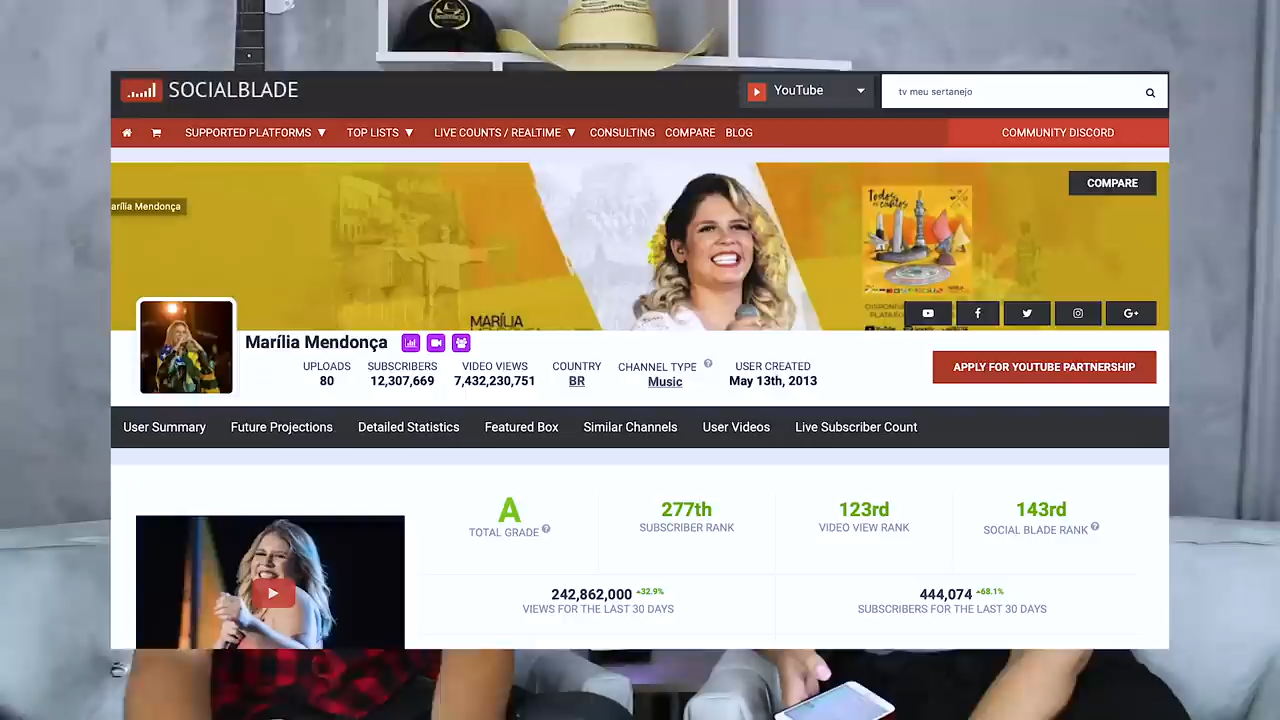 SOCIALBLADE
YouTube
tv meu sertanejo
SUPPORTED PLATFORMS ▼ TOP LISTS ▼ LIVE COUNTS / REALTIME ▼ CONSULTING COMPARE BLOG
COMMUNITY DISCORD
COMPARE
arília Mendonça
Todos os cantos
MARÍLIA
Marília Mendonça
UPLOADS SUBSCRIBERS VIDEO VIEWS COUNTRY CHANNEL TYPE USER CREATED
80 12,307,669 7,432,230,751 BR Music May 13th, 2013
APPLY FOR YOUTUBE PARTNERSHIP
User Summary Future Projections Detailed Statistics Featured Box Similar Channels User Videos Live Subscriber Count
A 277th 123rd 143rd
TOTAL GRADE SUBSCRIBER RANK VIDEO VIEW RANK SOCIAL BLADE RANK
242,862,000 +32.9% 444,074 +68.1%
VIEWS FOR THE LAST 30 DAYS SUBSCRIBERS FOR THE LAST 30 DAYS